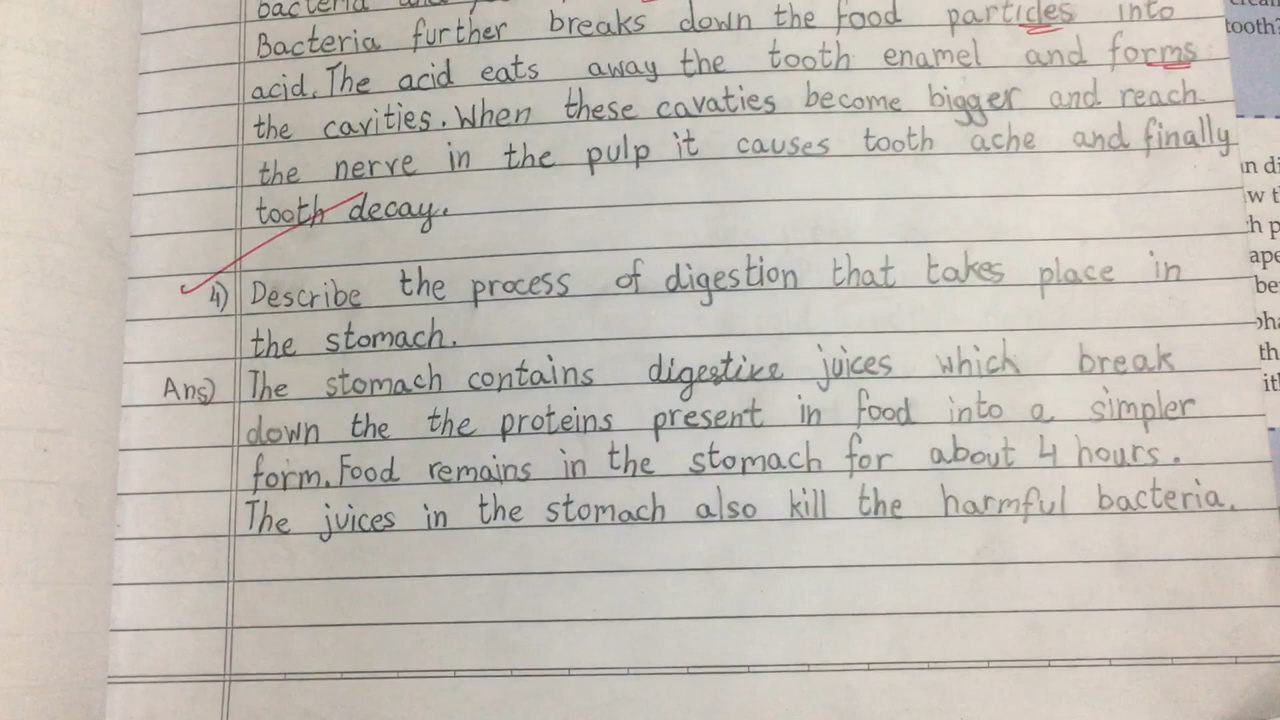 bacteria
Bacteria further breaks down the food particles into
acid. The acid eats away the tooth enamel and forms
the cavities. When these cavaties become bigger and reach
the nerve in the pulp it causes tooth ache and finally
tooth decay.
4) Describe the process of digestion that takes place in
the stomach.
Ans) The stomach contains digestive juices which break
down the the proteins present in food into a simpler
form. Food remains in the stomach for about 4 hours.
The juices in the stomach also kill the harmful bacteria.
tooth